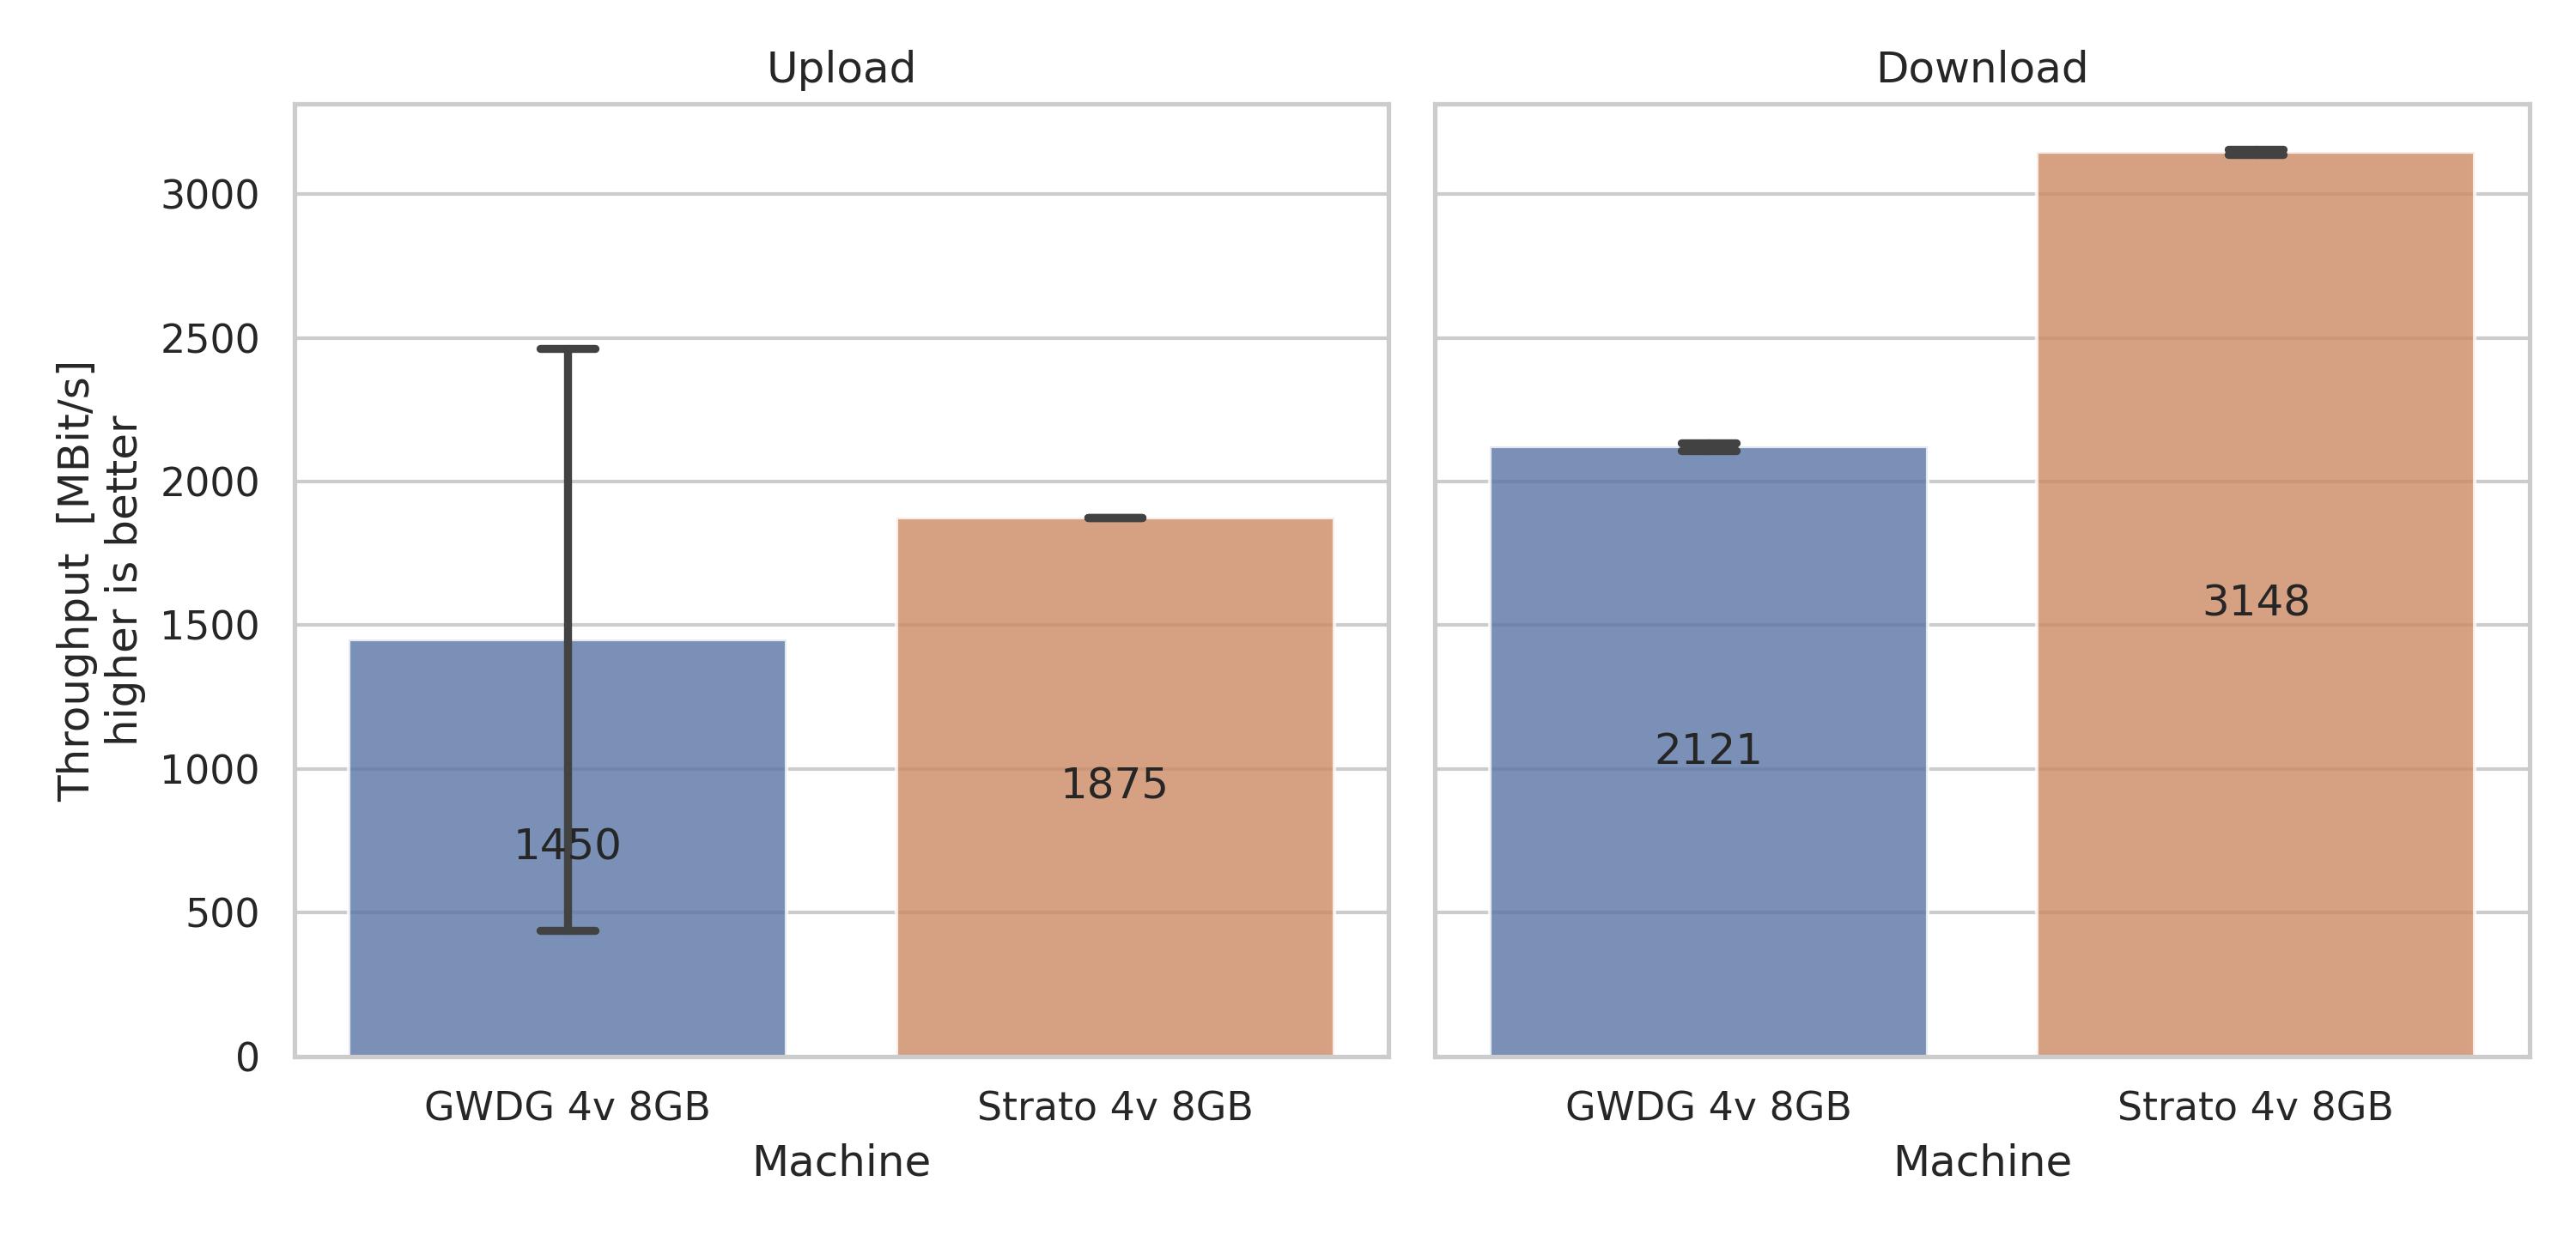 Upload
Download
Throughput  [MBit/s]
higher is better
3000
2500
2000
1500
1000
500
0
1450
1875
2121
3148
GWDG 4v 8GB
Strato 4v 8GB
GWDG 4v 8GB
Strato 4v 8GB
Machine
Machine